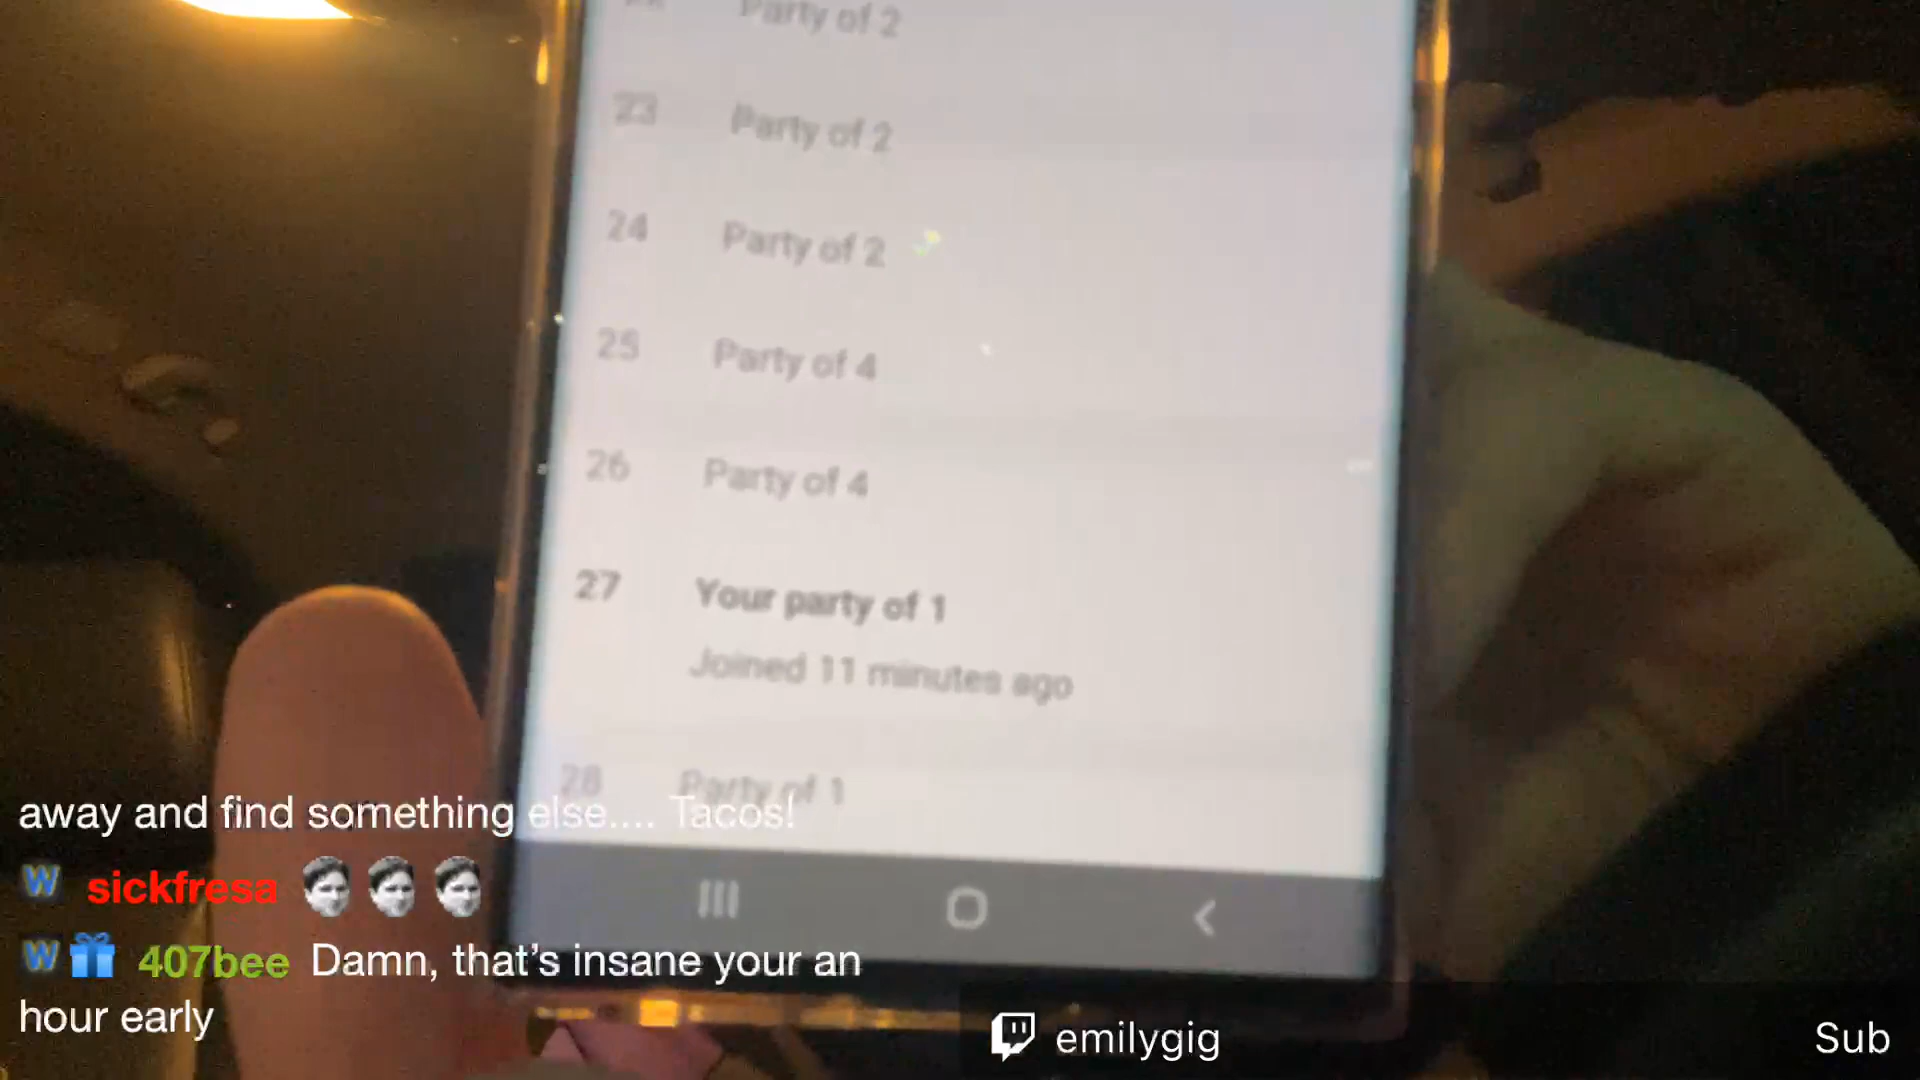 22 Party of 2
23 Party of 2
24 Party of 2
25 Party of 4
26 Party of 4
27 Your party of 1
Joined 11 minutes ago
28 Party of 1
away and find something else.... Tacos!
W sickfresa
W 407bee Damn, that's insane your an
hour early
emilygig
Sub